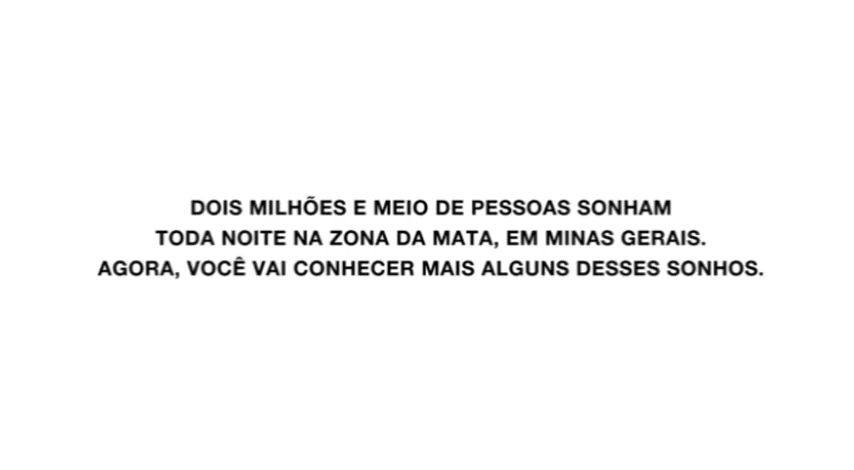 DOIS MILHÕES E MEIO DE PESSOAS SONHAM
TODA NOITE NA ZONA DA MATA, EM MINAS GERAIS.
AGORA, VOCÊ VAI CONHECER MAIS ALGUNS DESSES SONHOS.